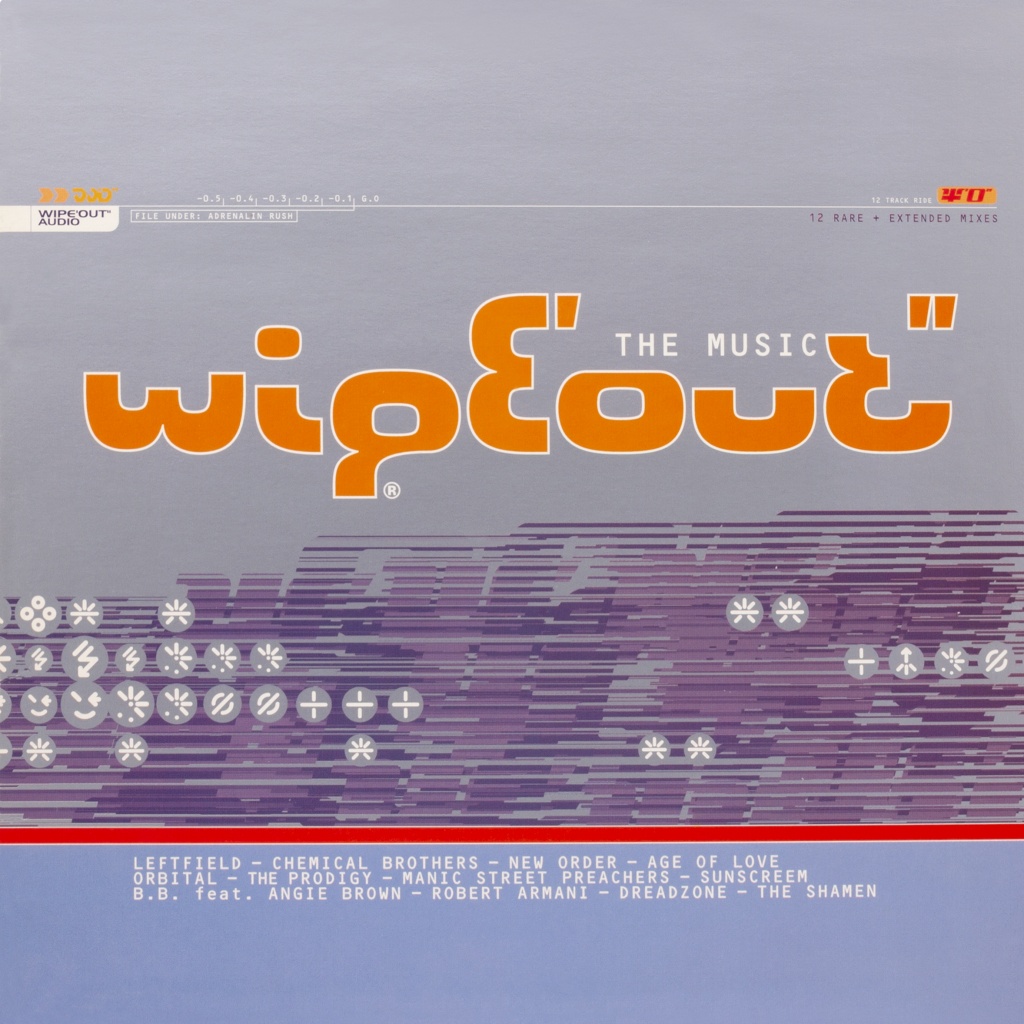 -0.5 -0.4 -0.3 -0.2 -0.1 G.O
12 TRACK RIDE
WIPE'OUT"
AUDIO
FILE UNDER: ADRENALIN RUSH
12 RARE + EXTENDED MIXES
wipE'out"
THE MUSIC
®
LEFTFIELD – CHEMICAL BROTHERS – NEW ORDER – AGE OF LOVE
ORBITAL – THE PRODIGY – MANIC STREET PREACHERS – SUNSCREEM
B.B. feat. ANGIE BROWN – ROBERT ARMANI – DREADZONE – THE SHAMEN